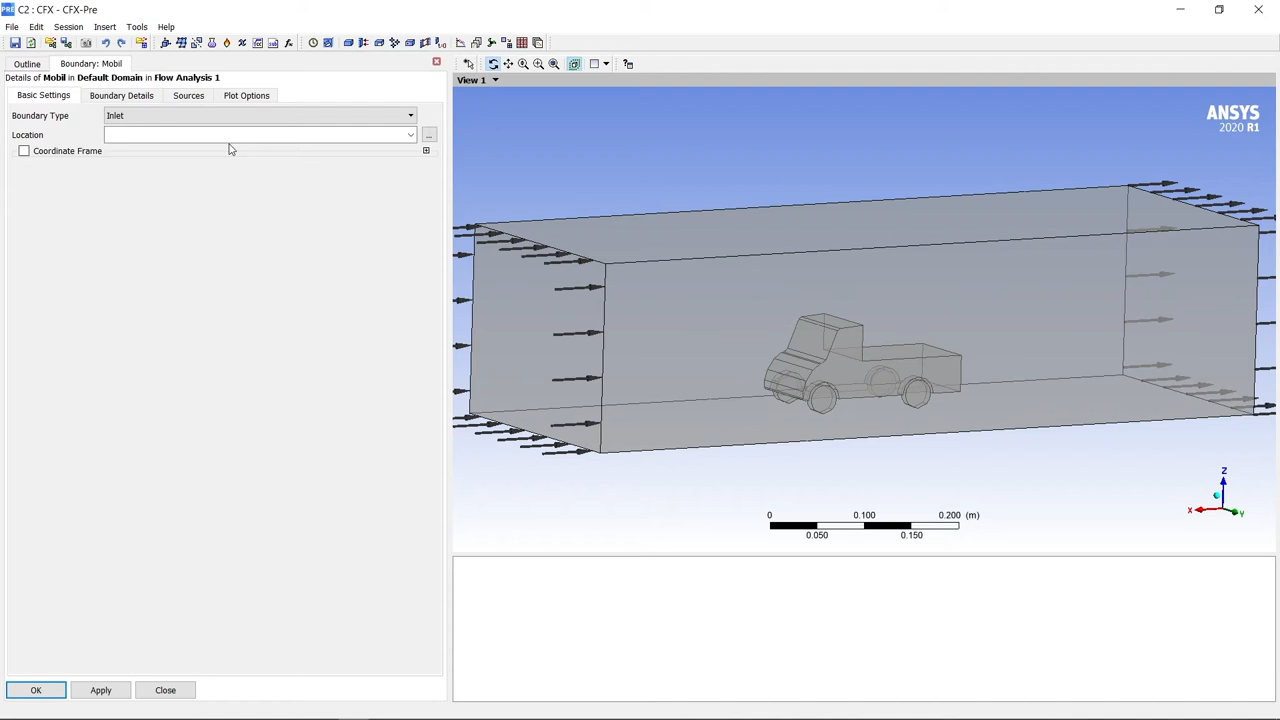 C2 : CFX - CFX-Pre
File Edit Session Insert Tools Help
Outline Boundary: Mobil
Details of Mobil in Default Domain in Flow Analysis 1
Basic Settings Boundary Details Sources Plot Options
Boundary Type Inlet
Location ...
Coordinate Frame
OK Apply Close
View 1
ANSYS
2020 R1
Z
X
Y
0 0.100 0.200 (m)
0.050 0.150